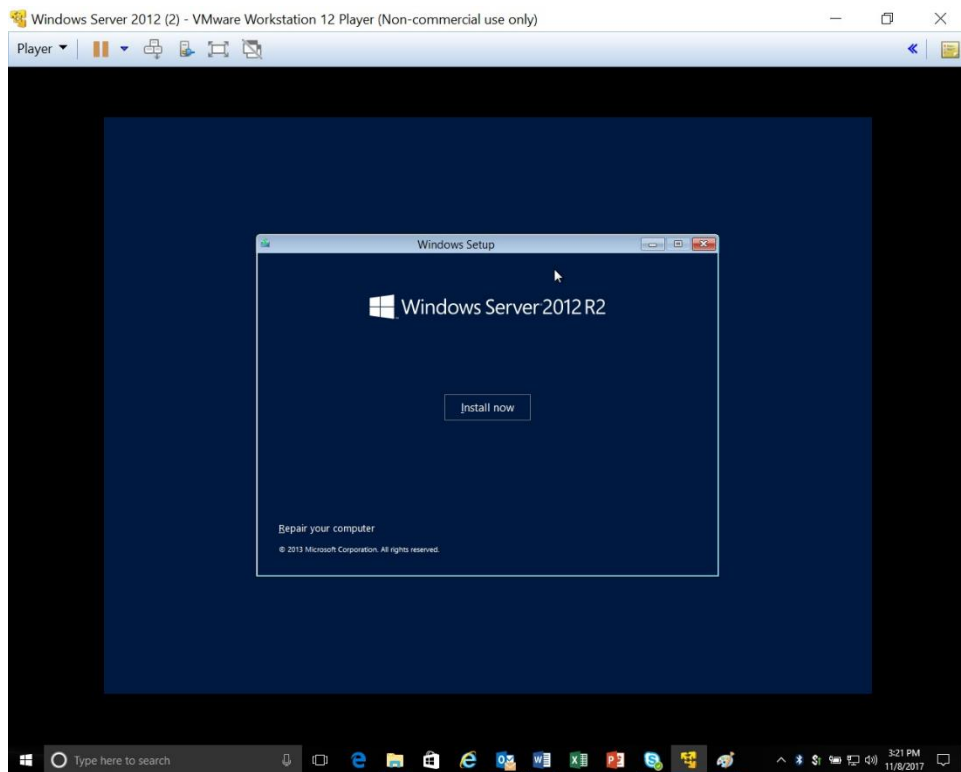 Windows Server 2012 (2) - VMware Workstation 12 Player (Non-commercial use only)
Player
Windows Setup
Windows Server 2012 R2
Install now
Repair your computer
© 2013 Microsoft Corporation. All rights reserved.
Type here to search
3:21 PM
11/8/2017